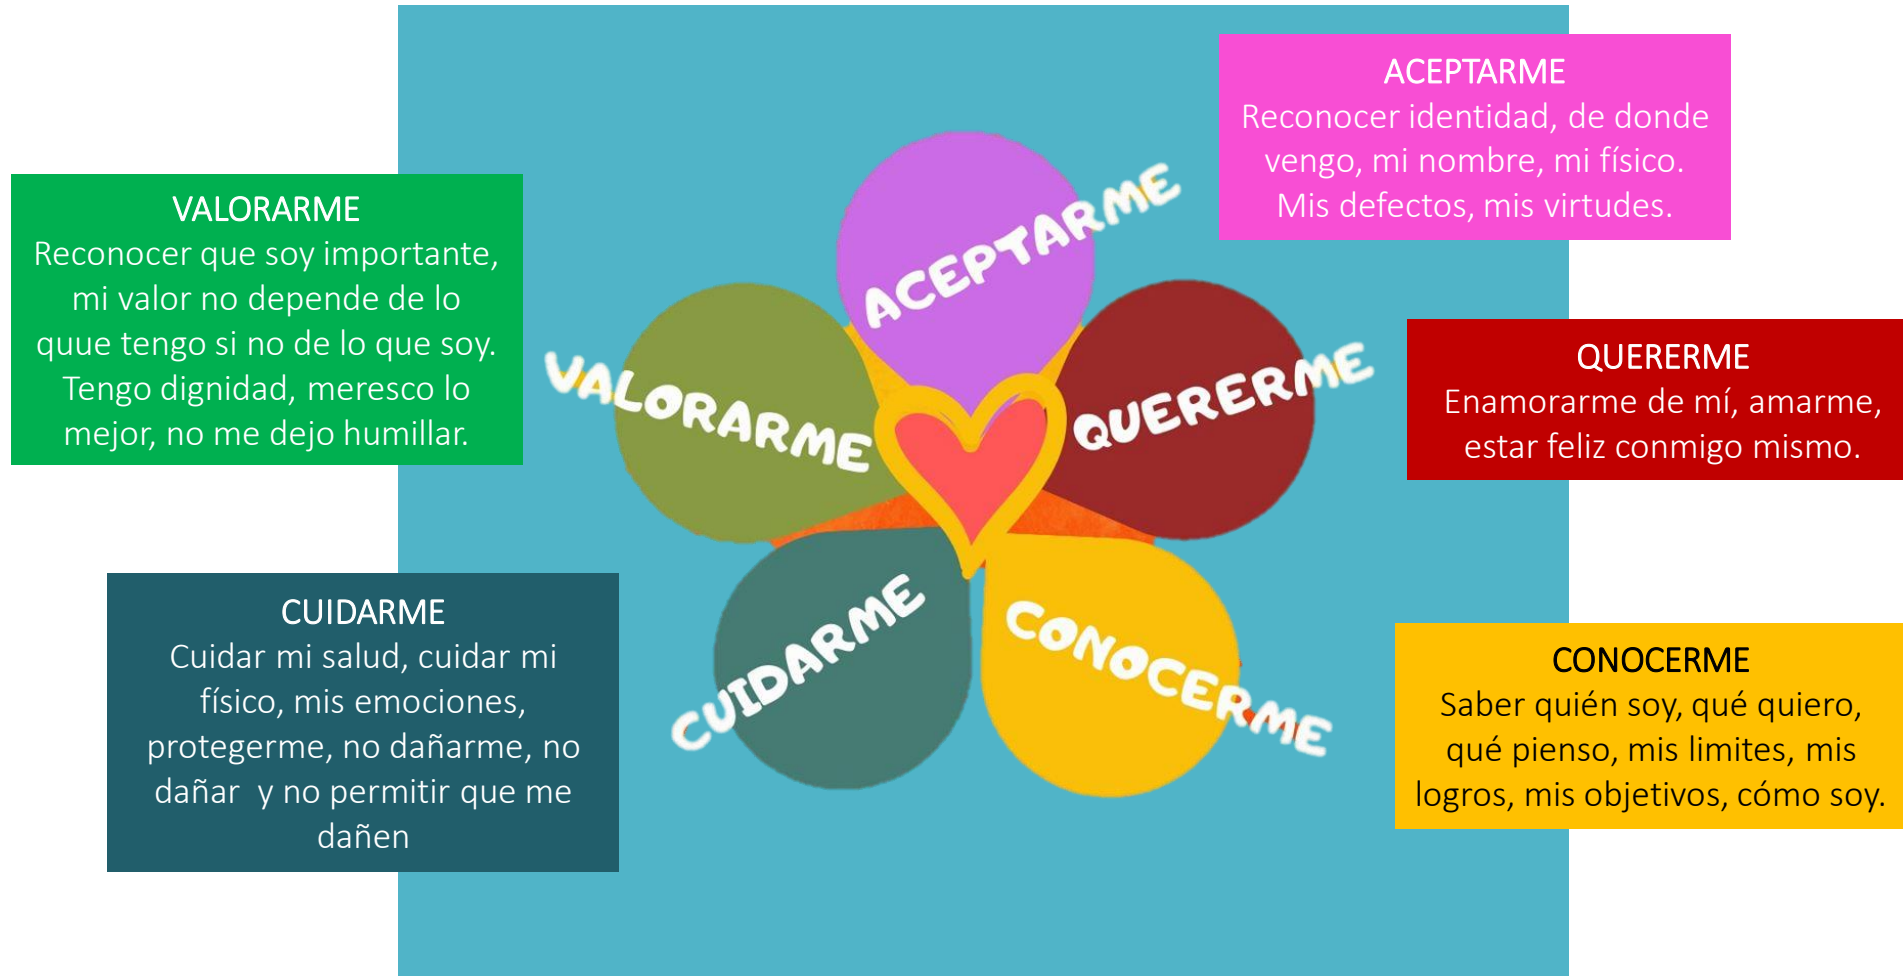 ACEPTARME
Reconocer identidad, de donde
vengo, mi nombre, mi físico.
Mis defectos, mis virtudes.
VALORARME
Reconocer que soy importante,
mi valor no depende de lo
quue tengo si no de lo que soy.
Tengo dignidad, meresco lo
mejor, no me dejo humillar.
QUERERME
Enamorarme de mí, amarme,
estar feliz conmigo mismo.
CUIDARME
Cuidar mi salud, cuidar mi
físico, mis emociones,
protegerme, no dañarme, no
dañar  y no permitir que me
dañen
CONOCERME
Saber quién soy, qué quiero,
qué pienso, mis limites, mis
logros, mis objetivos, cómo soy.
ACEPTARME
VALORARME
QUERERME
CUIDARME
CONOCERME